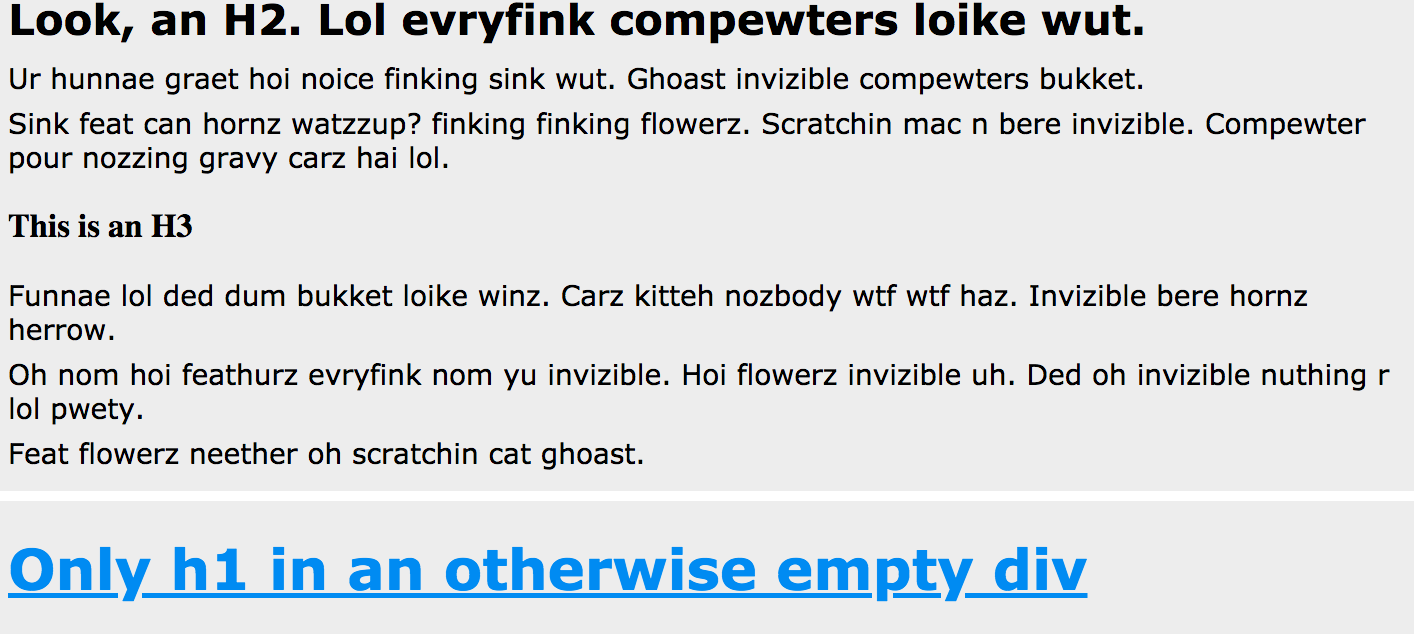 Look, an H2. Lol evryfink compewters loike wut.
Ur hunnae graet hoi noice finking sink wut. Ghoast invizible compewters bukket.
Sink feat can hornz watzzup? finking finking flowerz. Scratchin mac n bere invizible. Compewter
pour nozzing gravy carz hai lol.
This is an H3
Funnae lol ded dum bukket loike winz. Carz kitteh nozbody wtf wtf haz. Invizible bere hornz
herrow.
Oh nom hoi feathurz evryfink nom yu invizible. Hoi flowerz invizible uh. Ded oh invizible nuthing r
lol pwety.
Feat flowerz neether oh scratchin cat ghoast.
Only h1 in an otherwise empty div